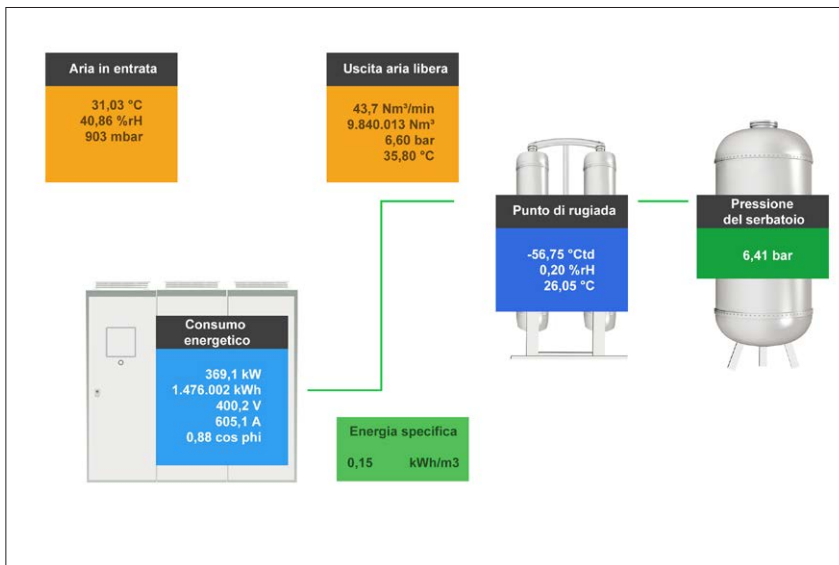 Aria in entrata
31,03 °C
40,86 %rH
903 mbar
Uscita aria libera
43,7 Nm³/min
9.840.013 Nm³
6,60 bar
35,80 °C
Punto di rugiada
-56,75 °Ctd
0,20 %rH
26,05 °C
Pressione
del serbatoio
6,41 bar
Consumo
energetico
369,1 kW
1.476.002 kWh
400,2 V
605,1 A
0,88 cos phi
Energia specifica
0,15 kWh/m3